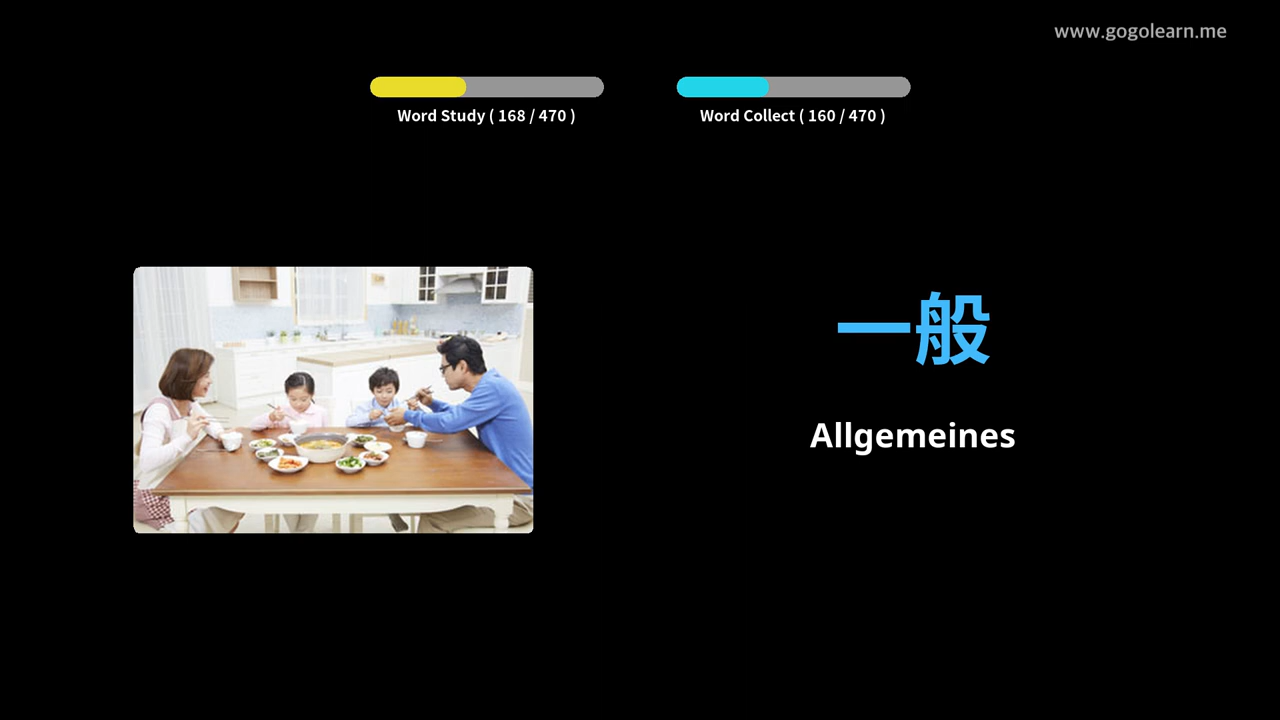 www.gogolearn.me
Word Study ( 168 / 470 )
Word Collect ( 160 / 470 )
一般
Allgemeines